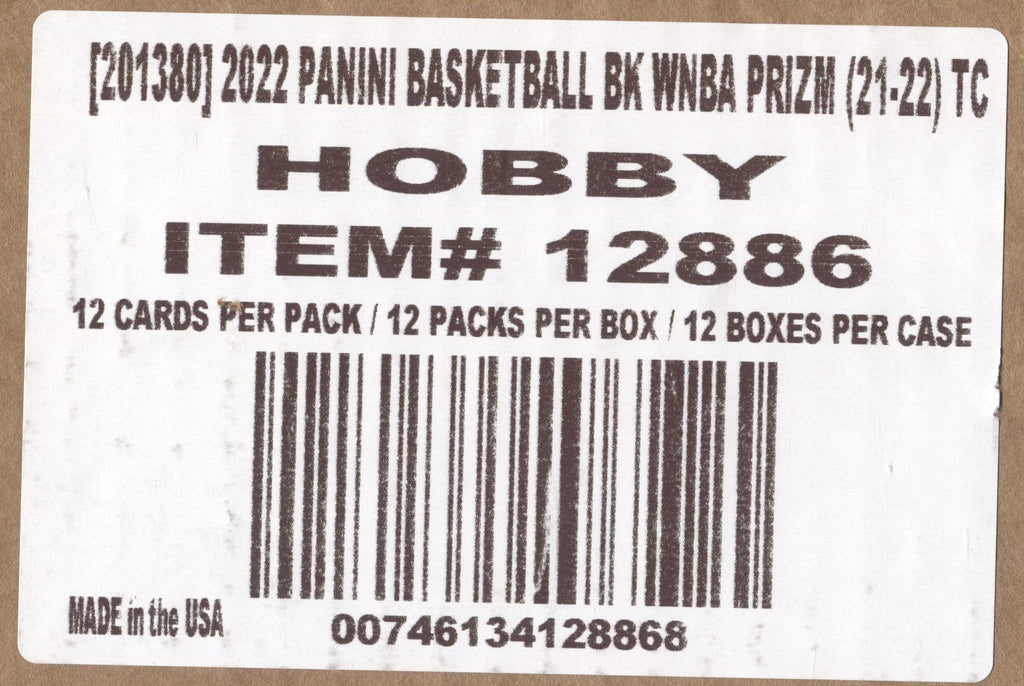 [201380] 2022 PANINI BASKETBALL BK WNBA PRIZM (21-22) TC
HOBBY
ITEM# 12886
12 CARDS PER PACK / 12 PACKS PER BOX / 12 BOXES PER CASE
MADE in the USA
00746134128868